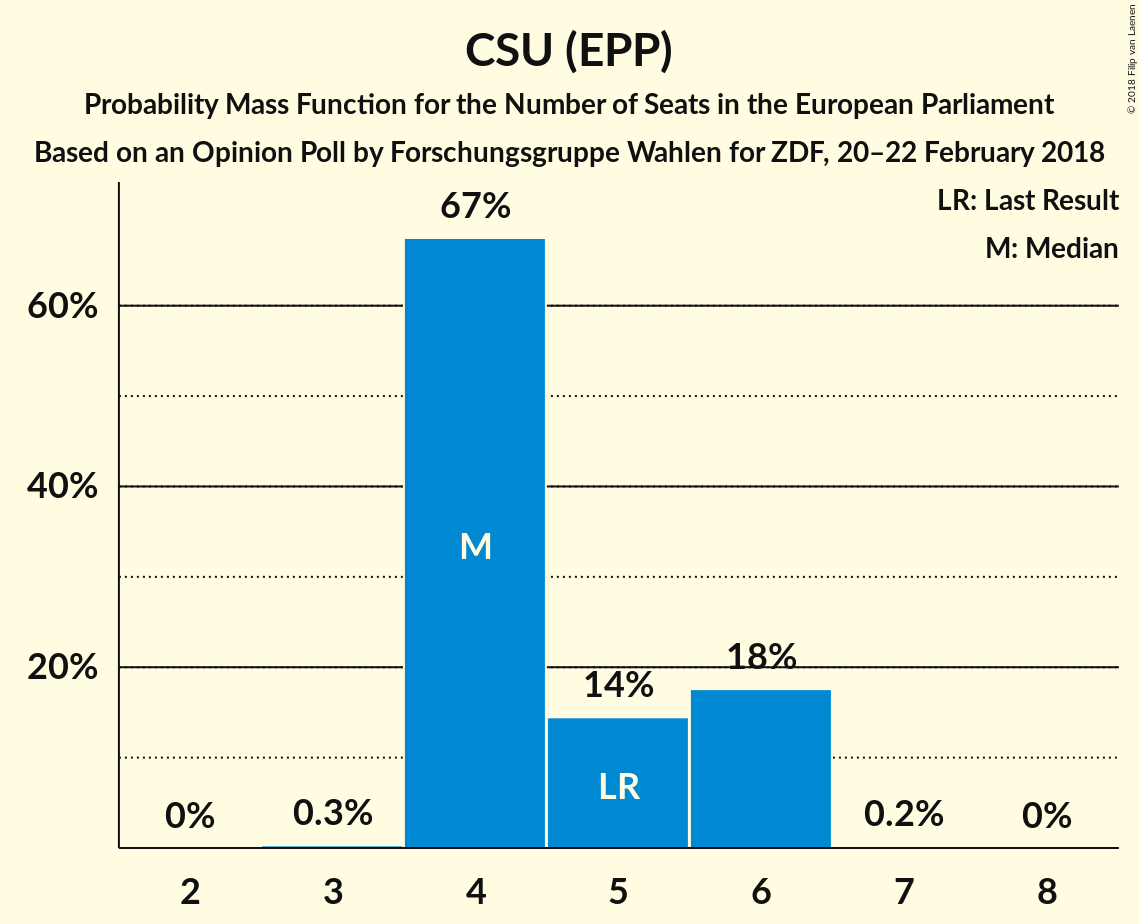 CSU (EPP)
Probability Mass Function for the Number of Seats in the European Parliament
Based on an Opinion Poll by Forschungsgruppe Wahlen for ZDF, 20–22 February 2018
© 2018 Filip van Laenen
LR: Last Result
M: Median
67%
60%
40%
M
20%
18%
14%
LR
0%
0.3%
0.2%
0%
2 3 4 5 6 7 8